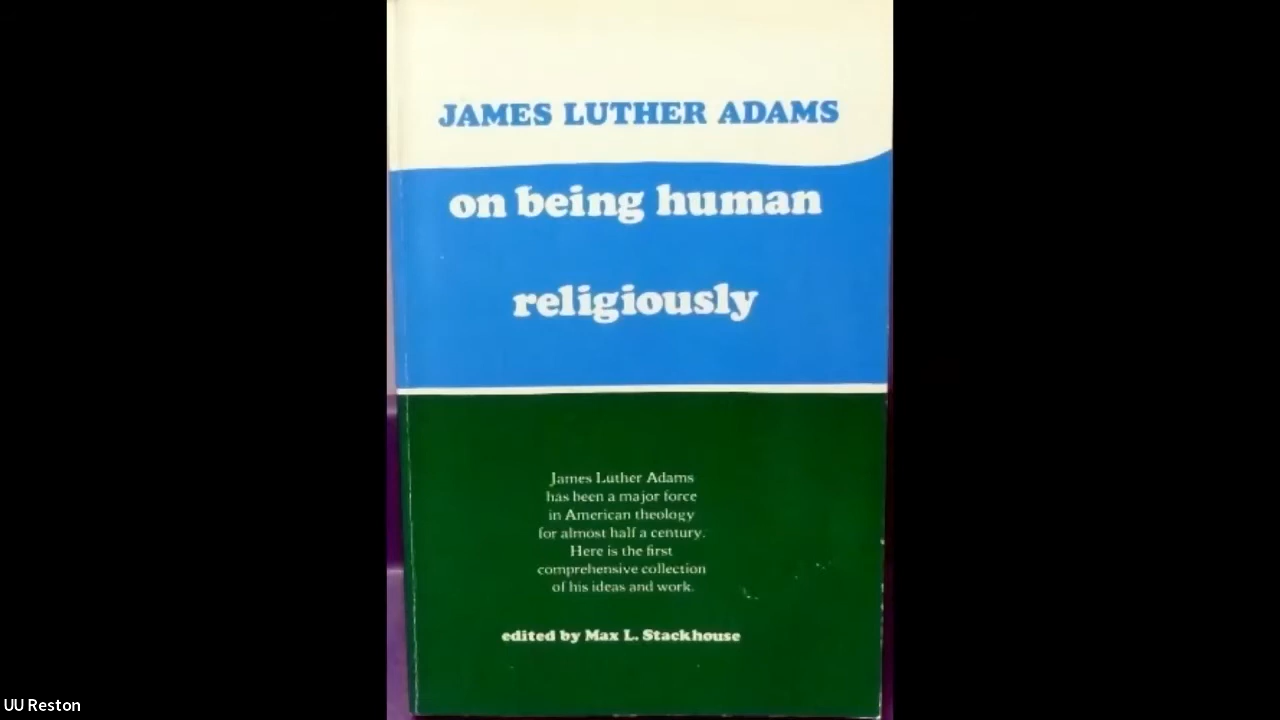 JAMES LUTHER ADAMS
on being human
religiously
James Luther Adams
has been a major force
in American theology
for almost half a century.
Here is the first
comprehensive collection
of his ideas and work.
edited by Max L. Stackhouse
UU Reston